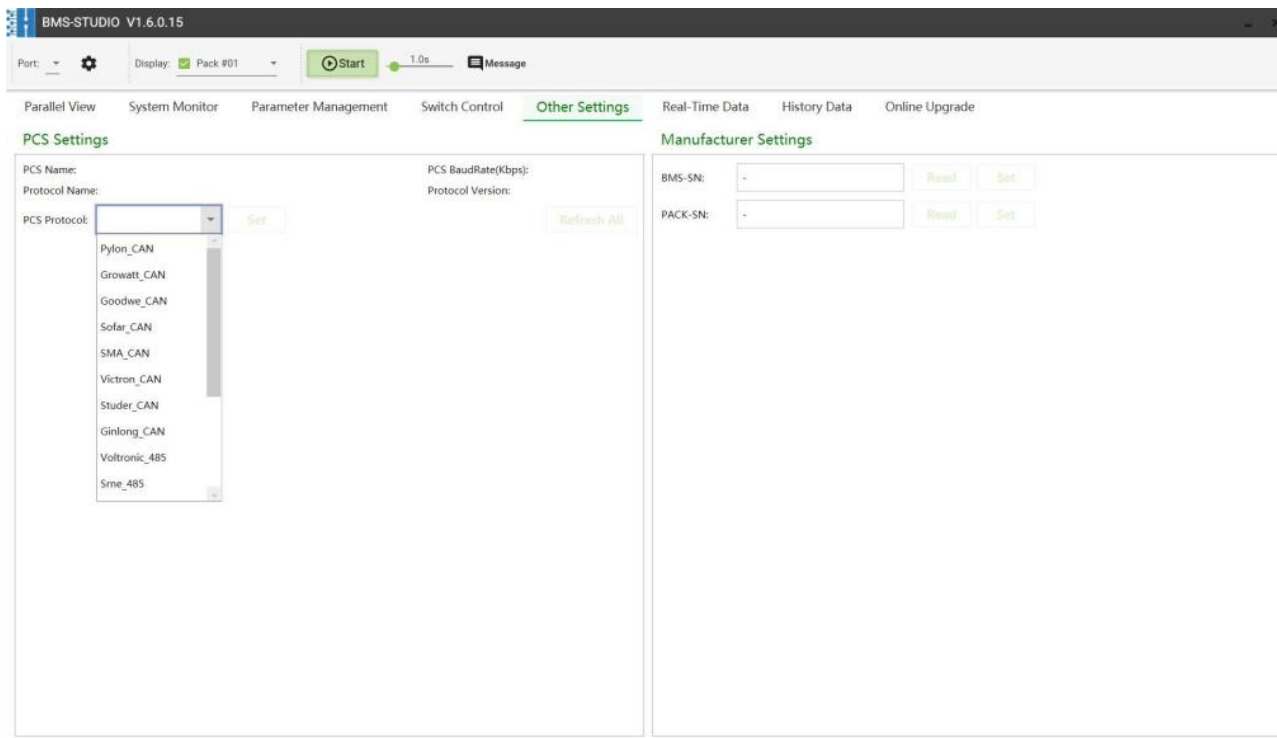 BMS-STUDIO V1.6.0.15
Port: Display: Pack #01 Start 1.0s Message
Parallel View System Monitor Parameter Management Switch Control Other Settings Real-Time Data History Data Online Upgrade
PCS Settings
PCS Name: PCS BaudRate(Kbps):
Protocol Name: Protocol Version:
PCS Protocol: Set Refresh All
Pylon_CAN
Growatt_CAN
Goodwe_CAN
Sofar_CAN
SMA_CAN
Victron_CAN
Studer_CAN
Ginlong_CAN
Voltronic_485
Srne_485
Manufacturer Settings
BMS-SN: - Read Set
PACK-SN: - Read Set